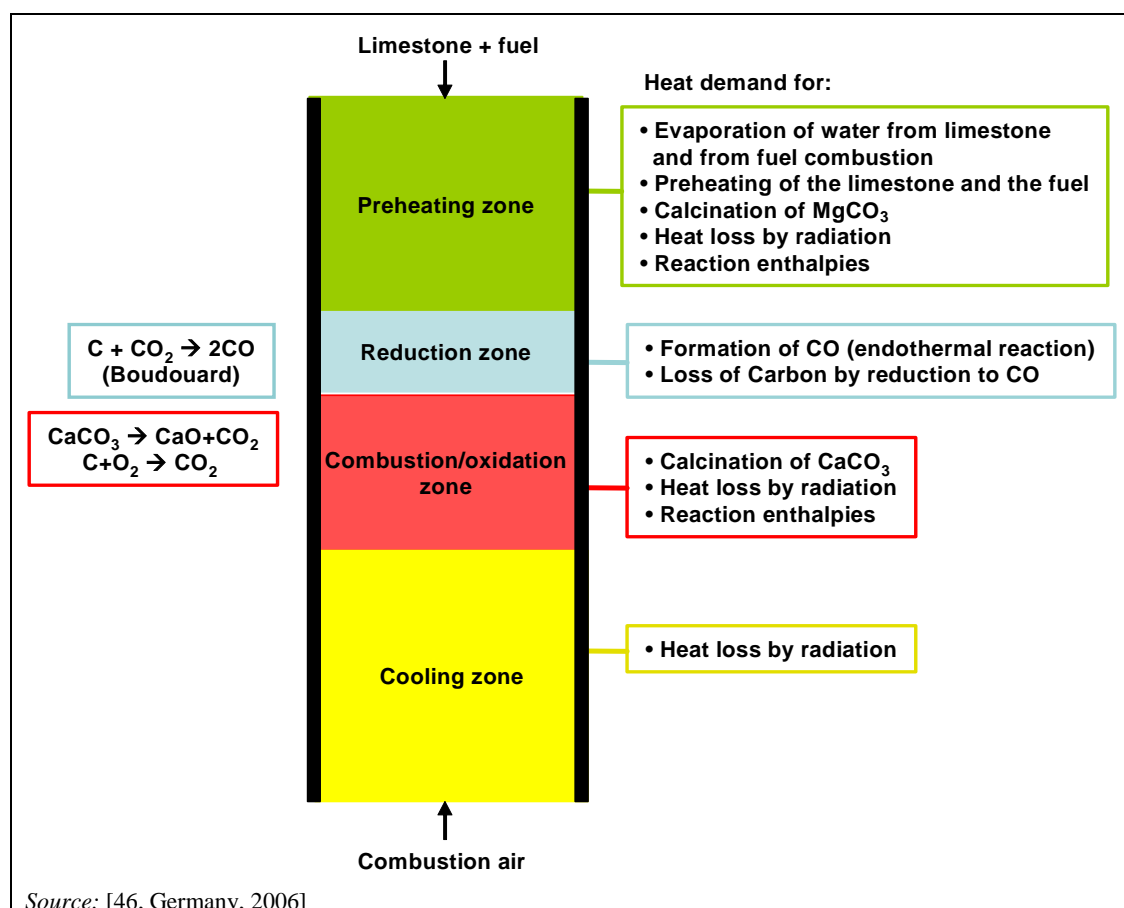 Limestone + fuel
Heat demand for:
• Evaporation of water from limestone
and from fuel combustion
• Preheating of the limestone and the fuel
• Calcination of MgCO₃
• Heat loss by radiation
• Reaction enthalpies
Preheating zone
C + CO₂ → 2CO
(Boudouard)
Reduction zone
• Formation of CO (endothermal reaction)
• Loss of Carbon by reduction to CO
CaCO₃ → CaO+CO₂
C+O₂ → CO₂
Combustion/oxidation
zone
• Calcination of CaCO₃
• Heat loss by radiation
• Reaction enthalpies
Cooling zone
• Heat loss by radiation
Combustion air
Source: [46, Germany, 2006]